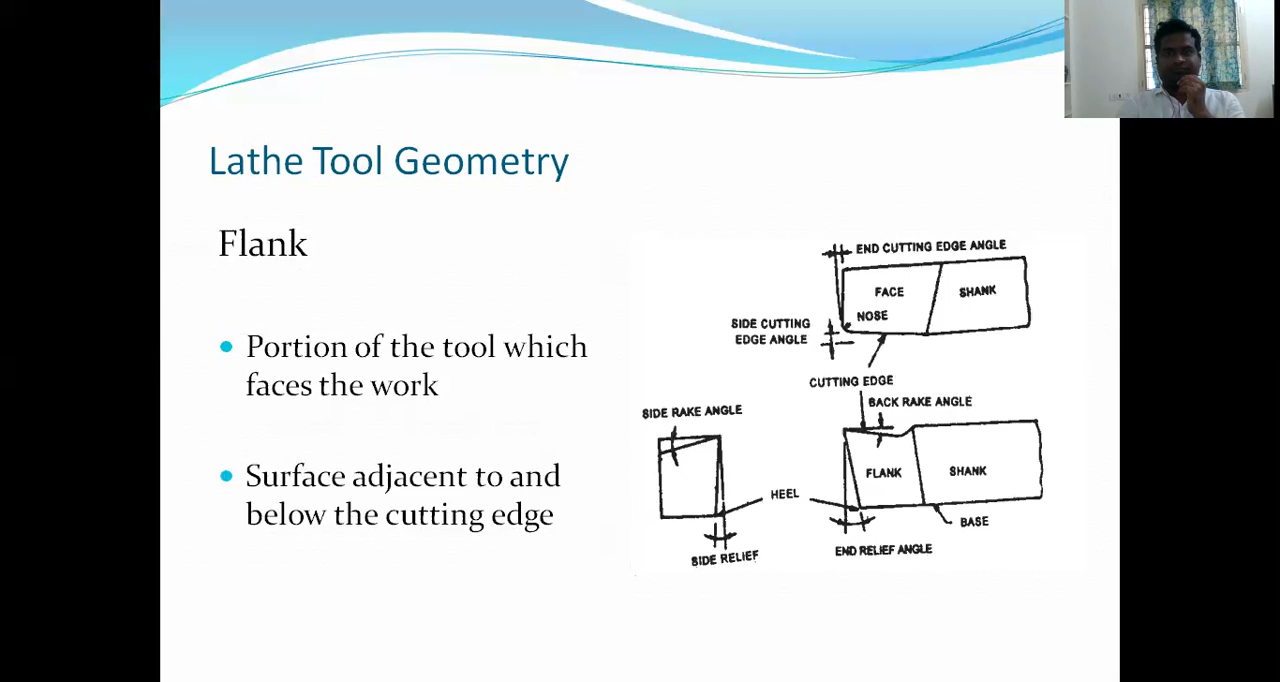 Lathe Tool Geometry
Flank
Portion of the tool which
faces the work
Surface adjacent to and
below the cutting edge
END CUTTING EDGE ANGLE
FACE
SHANK
NOSE
SIDE CUTTING
EDGE ANGLE
CUTTING EDGE
BACK RAKE ANGLE
SIDE RAKE ANGLE
FLANK
SHANK
HEEL
BASE
END RELIEF ANGLE
SIDE RELIEF